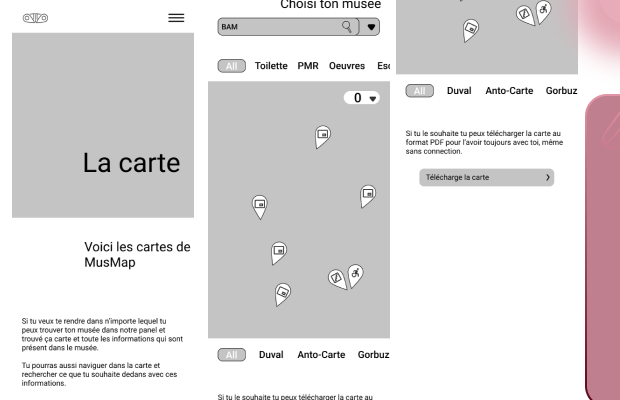 La carte
Voici les cartes de
MusMap
Si tu veux te rendre dans n'importe lequel tu
peux trouver ton musée dans notre panel et
trouvé ça carte et toute les informations qui sont
présent dans le musée.
Tu pourras aussi naviguer dans la carte et
rechercher ce que tu souhaite dedans avec ces
informations.
Choisi ton musée
BAM
All Toilette PMR Oeuvres Esc
0
All Duval Anto-Carte Gorbuz
Si tu le souhaite tu peux télécharger la carte au
All Duval Anto-Carte Gorbuz
Si tu le souhaite tu peux télécharger la carte au
format PDF pour l'avoir toujours avec toi, même
sans connection.
Télécharge la carte